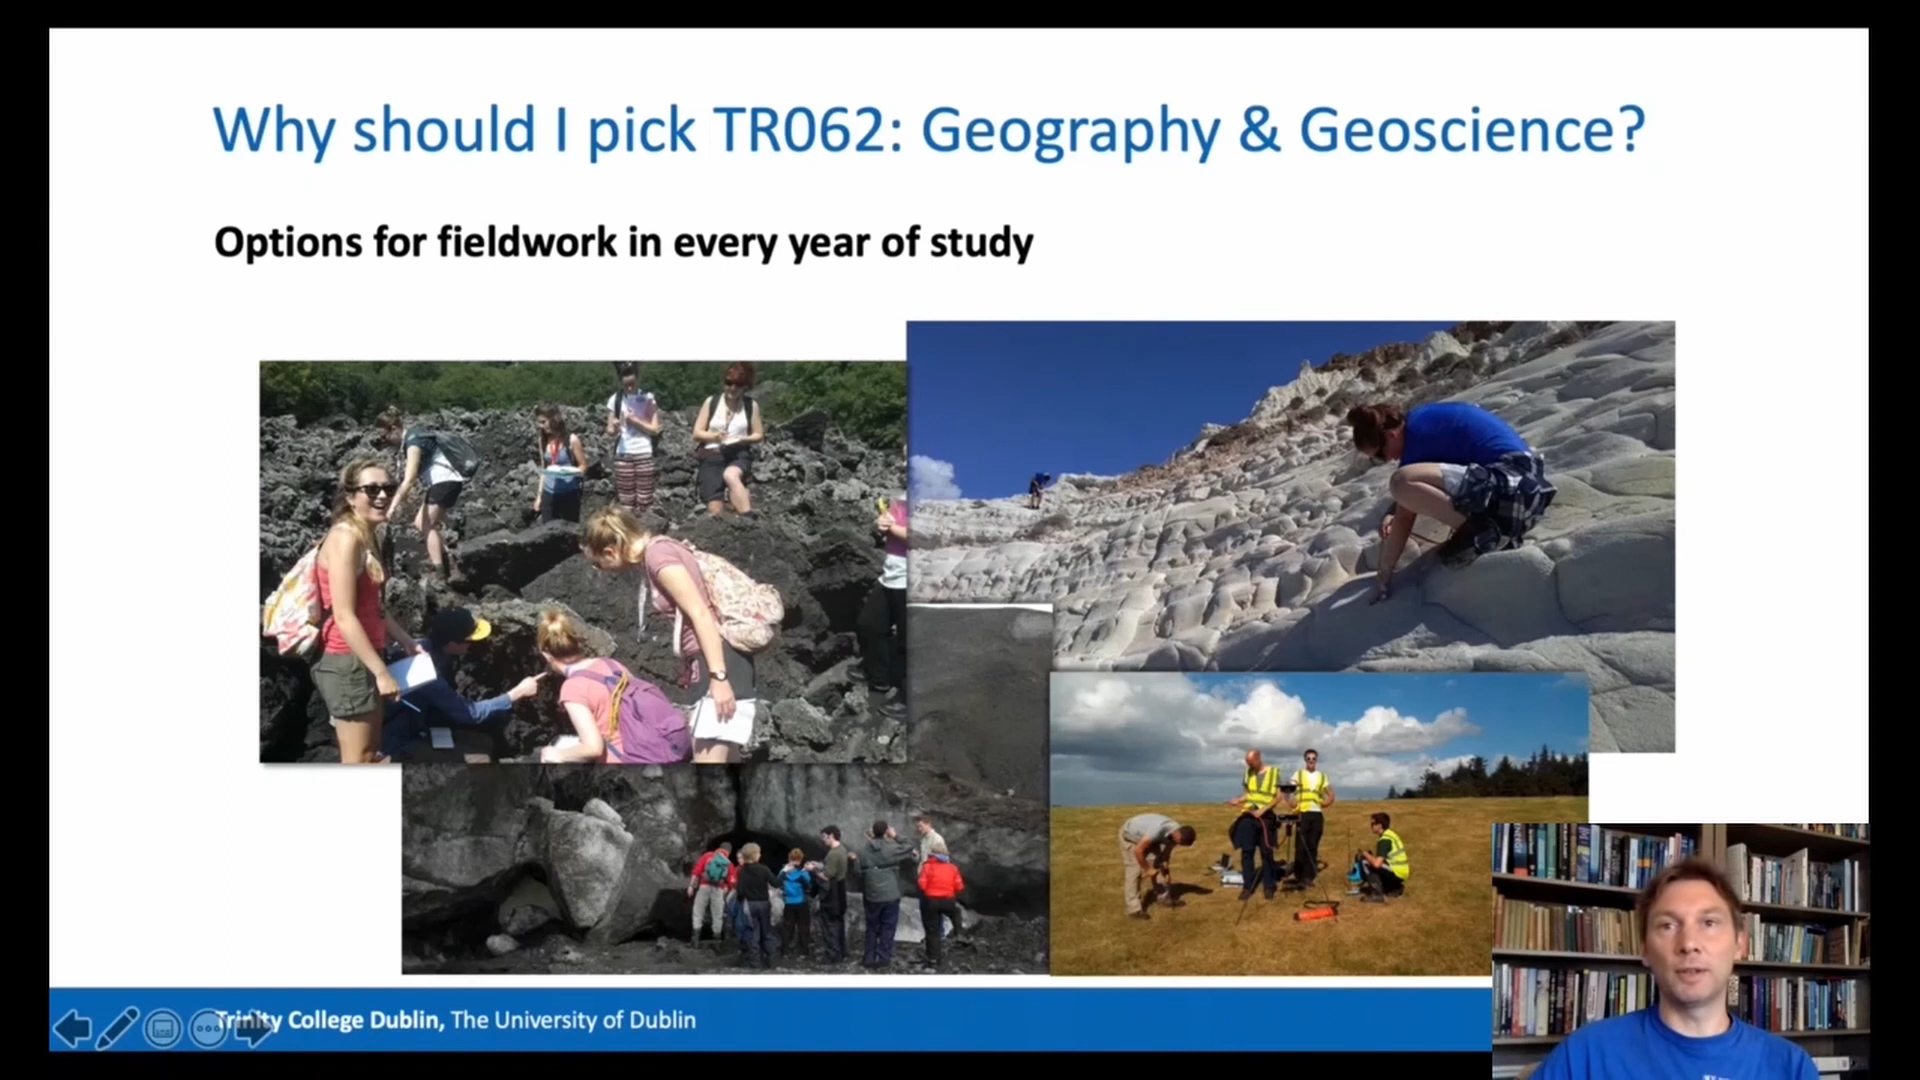 Why should I pick TR062: Geography & Geoscience?
Options for fieldwork in every year of study
Trinity College Dublin, The University of Dublin